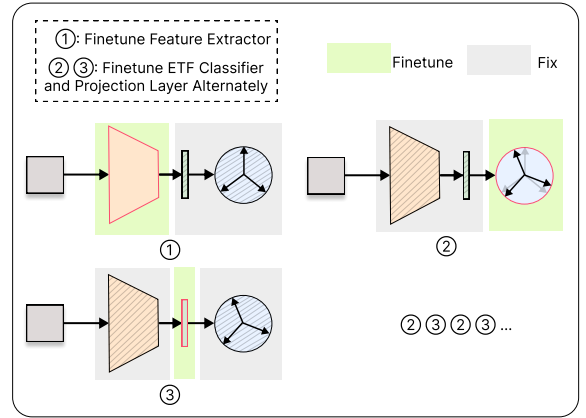 ①: Finetune Feature Extractor
② ③: Finetune ETF Classifier
and Projection Layer Alternately
Finetune
Fix
①
②
③
② ③ ② ③ ...